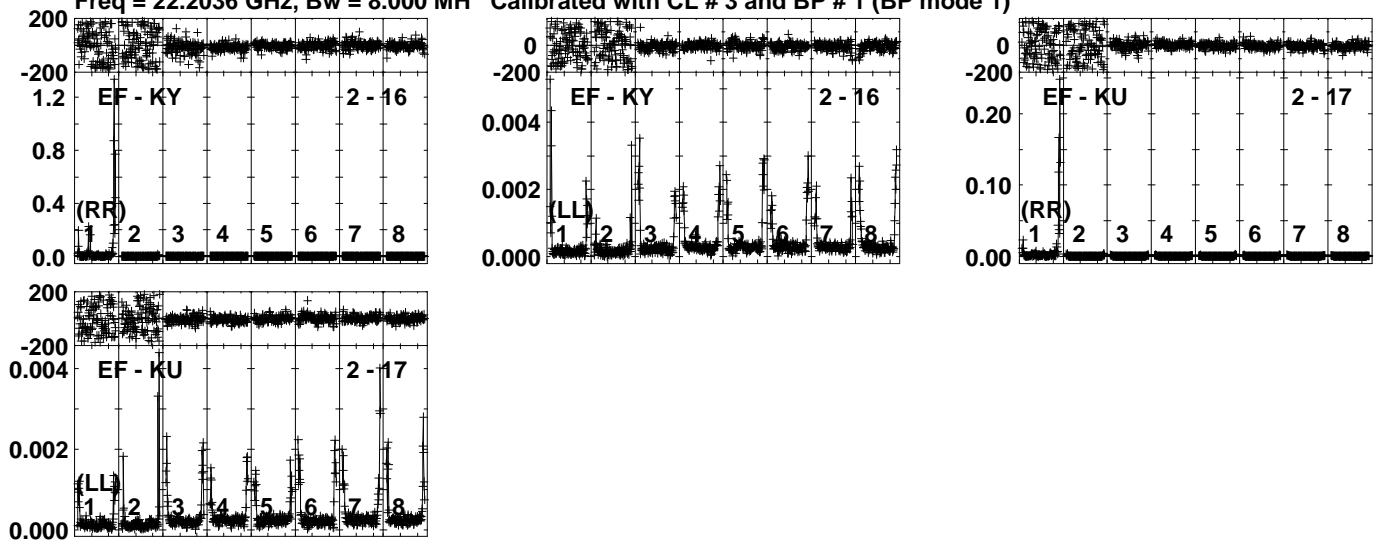 Freq = 22.2036 GHz, Bw = 8.000 MH Calibrated with CL # 3 and BP # 1 (BP mode 1)
200
-200
EF - KY 2 - 16
1.2
0.8
0.4
0.0
(RR)
1 2 3 4 5 6 7 8
0
-200
EF - KY 2 - 16
0.004
0.002
0.000
(LL)
1 2 3 4 5 6 7 8
0
-200
EF - KU 2 - 17
0.20
0.10
0.00
(RR)
1 2 3 4 5 6 7 8
200
-200
EF - KU 2 - 17
0.004
0.002
0.000
(LL)
1 2 3 4 5 6 7 8